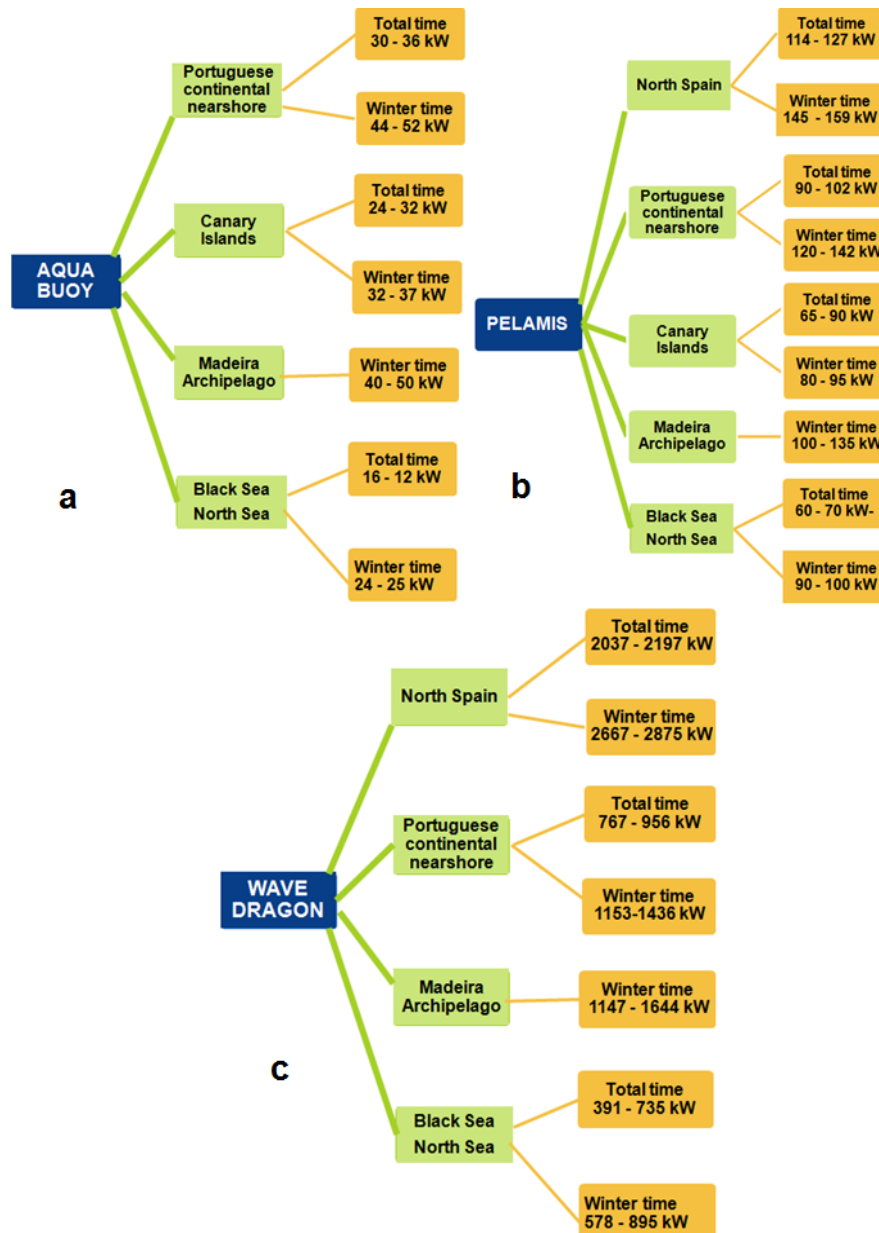 AQUA
BUOY
Portuguese
continental
nearshore
Total time
30 - 36 kW
Winter time
44 - 52 kW
Canary
Islands
Total time
24 - 32 kW
Winter time
32 - 37 kW
Madeira
Archipelago
Winter time
40 - 50 kW
Black Sea
North Sea
Total time
16 - 12 kW
Winter time
24 - 25 kW
a
PELAMIS
North Spain
Total time
114 - 127 kW
Winter time
145 - 159 kW
Portuguese
continental
nearshore
Total time
90 - 102 kW
Winter time
120 - 142 kW
Canary
Islands
Total time
65 - 90 kW
Winter time
80 - 95 kW
Madeira
Archipelago
Winter time
100 - 135 kW
Black Sea
North Sea
Total time
60 - 70 kW-
Winter time
90 - 100 kW
b
WAVE
DRAGON
North Spain
Total time
2037 - 2197 kW
Winter time
2667 - 2875 kW
Portuguese
continental
nearshore
Total time
767 - 956 kW
Winter time
1153-1436 kW
Madeira
Archipelago
Winter time
1147 - 1644 kW
Black Sea
North Sea
Total time
391 - 735 kW
Winter time
578 - 895 kW
c